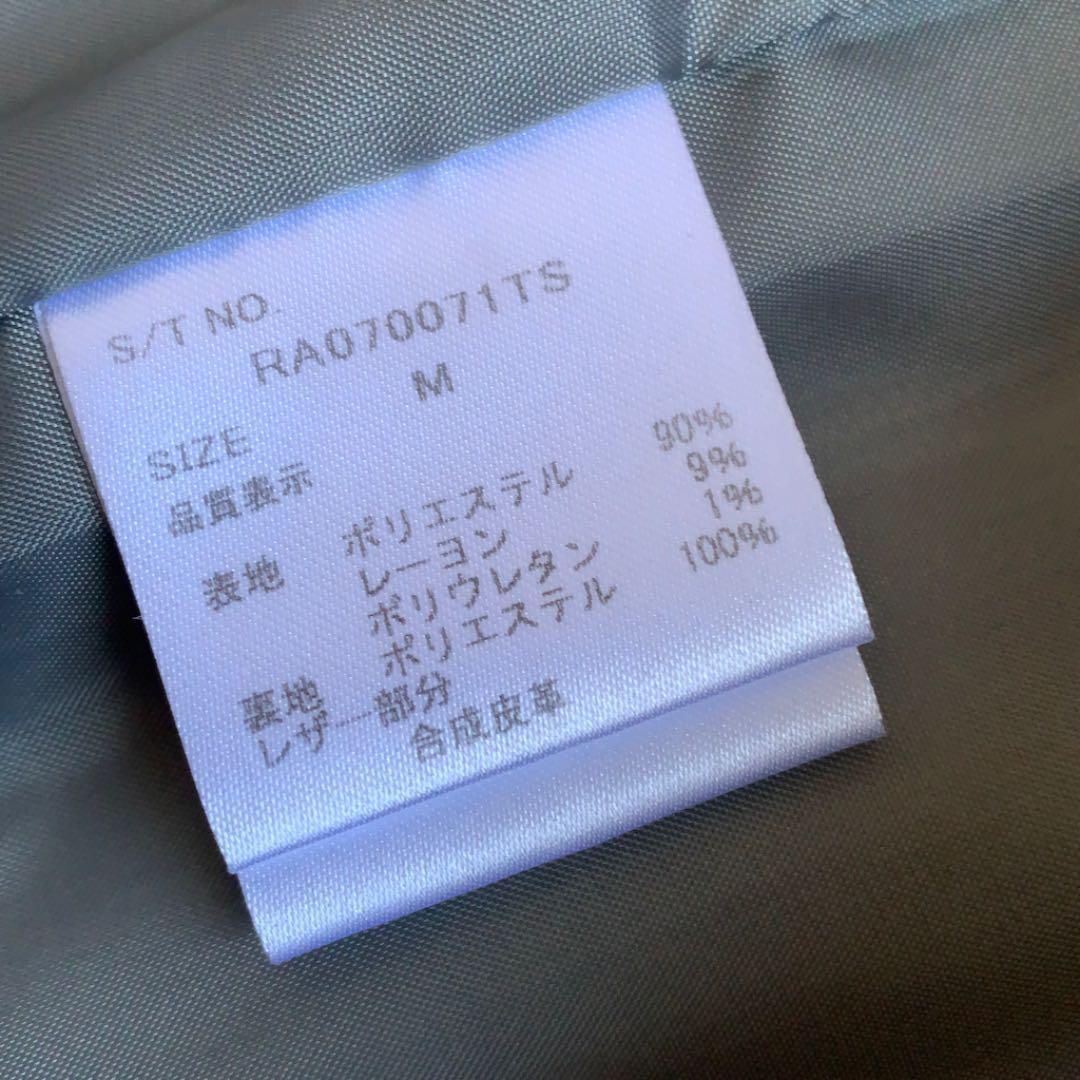 S/T NO.
RA070071TS
SIZE M
品質表示
表地 ポリエステル 90%
レーヨン 9%
ポリウレタン 1%
裏地 ポリエステル 100%
レザー部分
合成皮革